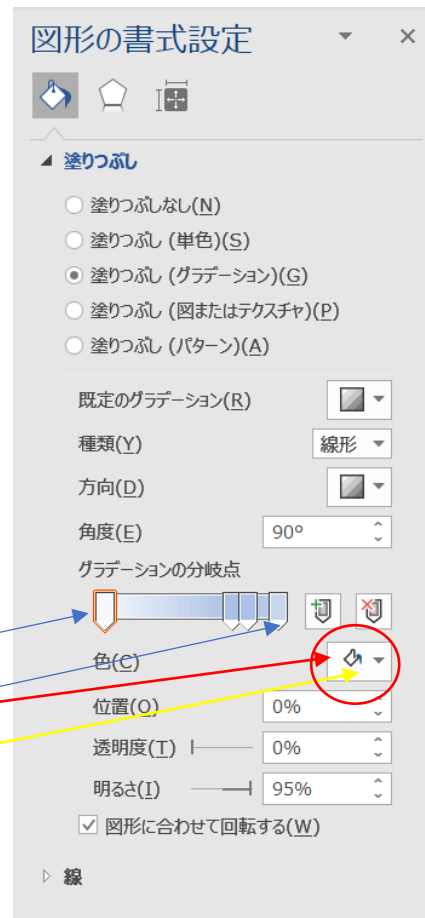 図形の書式設定
塗りつぶし
塗りつぶしなし(N)
塗りつぶし (単色)(S)
塗りつぶし (グラデーション)(G)
塗りつぶし (図またはテクスチャ)(P)
塗りつぶし (パターン)(A)
既定のグラデーション(R)
種類(Y) 線形
方向(D)
角度(E) 90°
グラデーションの分岐点
色(C)
位置(O) 0%
透明度(T) 0%
明るさ(I) 95%
図形に合わせて回転する(W)
線